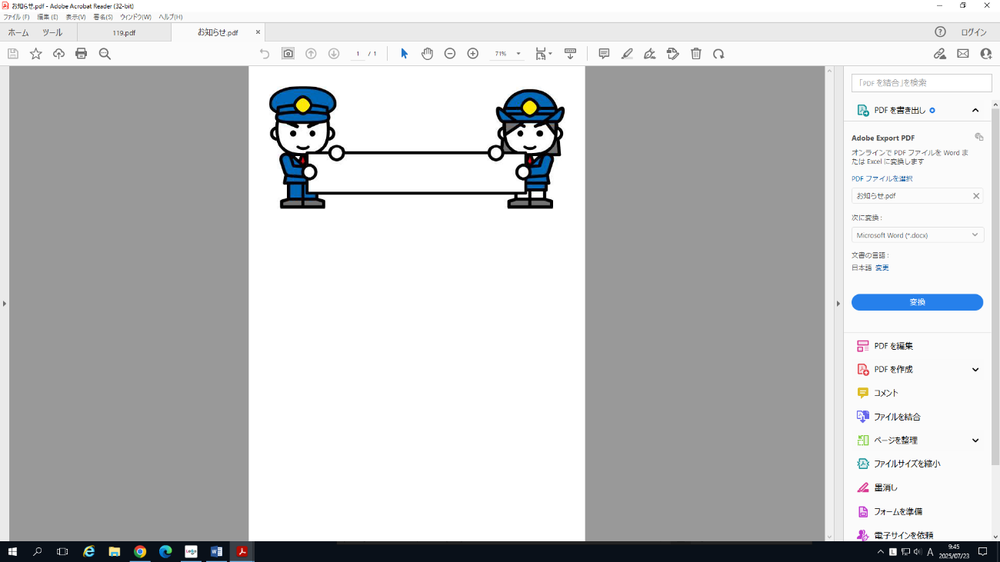 お知らせ.pdf - Adobe Acrobat Reader (32-bit)
ファイル(F) 編集(E) 表示(V) 署名(S) ウィンドウ(W) ヘルプ(H)
ホーム ツール 119.pdf お知らせ.pdf × ? ログイン
1 / 1 71%
「PDF を結合」を検索
PDF を書き出し
Adobe Export PDF
オンラインで PDF ファイルを Word ま
たは Excel に変換します
PDF ファイルを選択
お知らせ.pdf
次に変換 :
Microsoft Word (*.docx)
文書の言語 :
日本語 変更
変換
PDF を編集
PDF を作成
コメント
ファイルを結合
ページを整理
ファイルサイズを縮小
墨消し
フォームを準備
電子サインを依頼
L A 9:45
2025/07/23